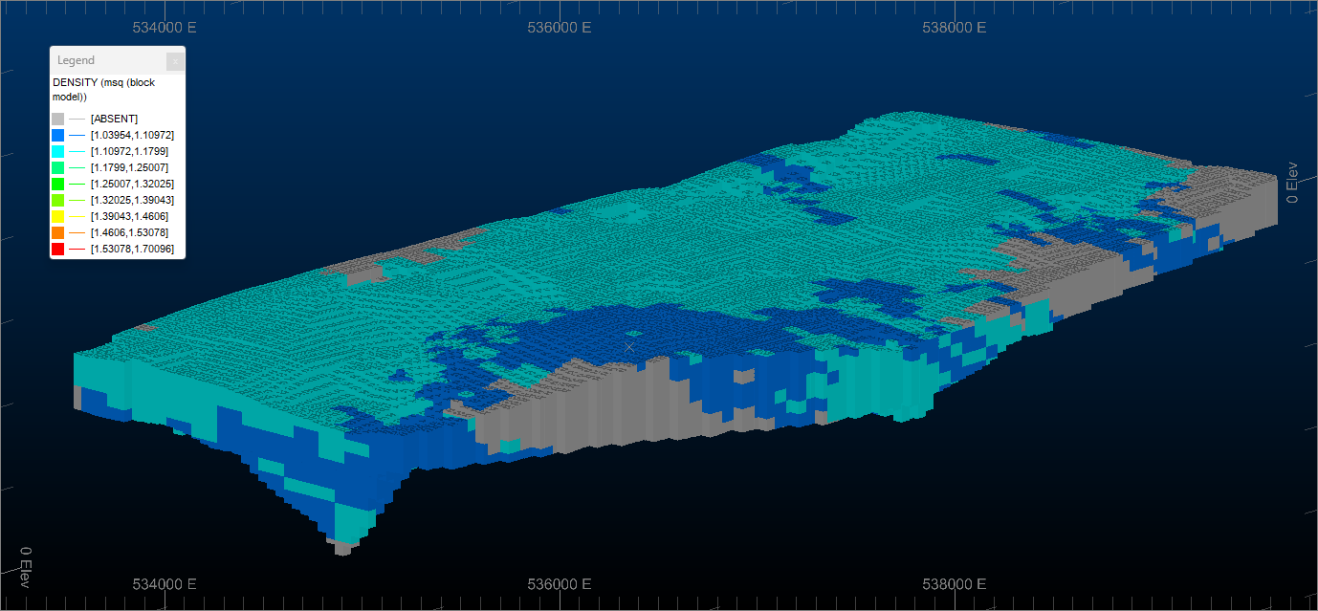 534000 E
536000 E
538000 E
Legend
x
DENSITY (msq (block
model))
[ABSENT]
[1.03954,1.10972]
[1.10972,1.1799]
[1.1799,1.25007]
[1.25007,1.32025]
[1.32025,1.39043]
[1.39043,1.4606]
[1.4606,1.53078]
[1.53078,1.70096]
0 Elev
0 Elev
534000 E
536000 E
538000 E